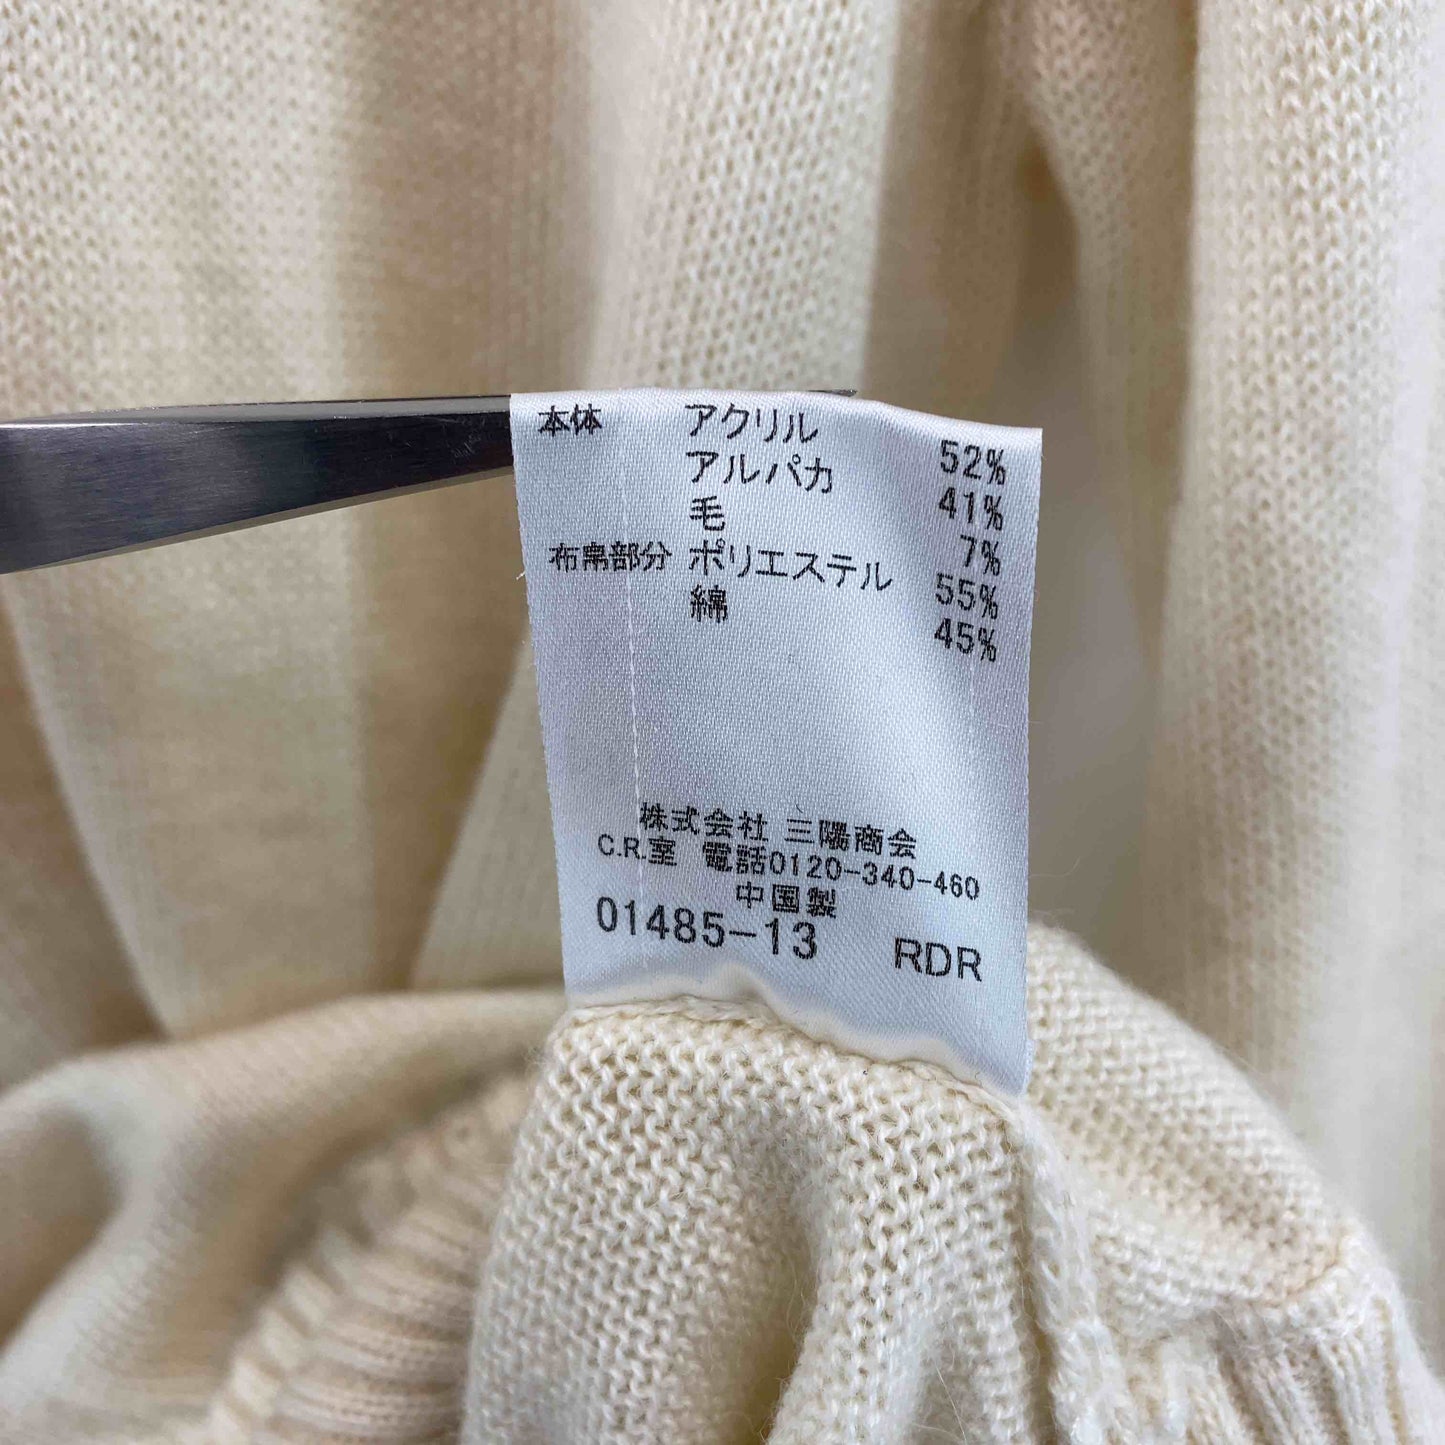 本体 アクリル 52%
アルパカ 41%
毛 7%
布帛部分 ポリエステル 55%
綿 45%
株式会社 三陽商会
C.R.室 電話0120-340-460
中国製
01485-13 RDR